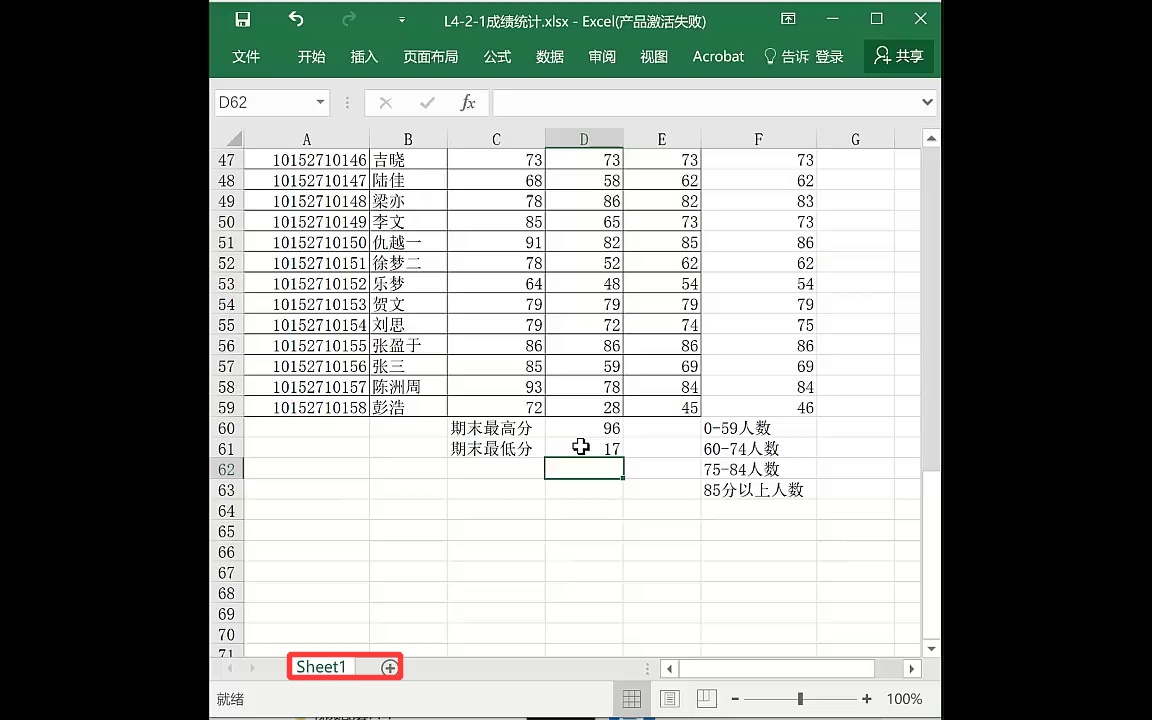 L4-2-1成绩统计.xlsx - Excel(产品激活失败)
文件 开始 插入 页面布局 公式 数据 审阅 视图 Acrobat 告诉 登录 共享
D62 fx
A B C D E F G
47 10152710146 吉晓 73 73 73 73
48 10152710147 陆佳 68 58 62 62
49 10152710148 梁亦 78 86 82 83
50 10152710149 李文 85 65 73 73
51 10152710150 仇越一 91 82 85 86
52 10152710151 徐梦二 78 52 62 62
53 10152710152 乐梦 64 48 54 54
54 10152710153 贺文 79 79 79 79
55 10152710154 刘思 79 72 74 75
56 10152710155 张盈于 86 86 86 86
57 10152710156 张三 85 59 69 69
58 10152710157 陈洲周 93 78 84 84
59 10152710158 彭浩 72 28 45 46
60 期末最高分 96 0-59人数
61 期末最低分 17 60-74人数
62 75-84人数
63 85分以上人数
64
65
66
67
68
69
70
71
Sheet1
就绪 100%